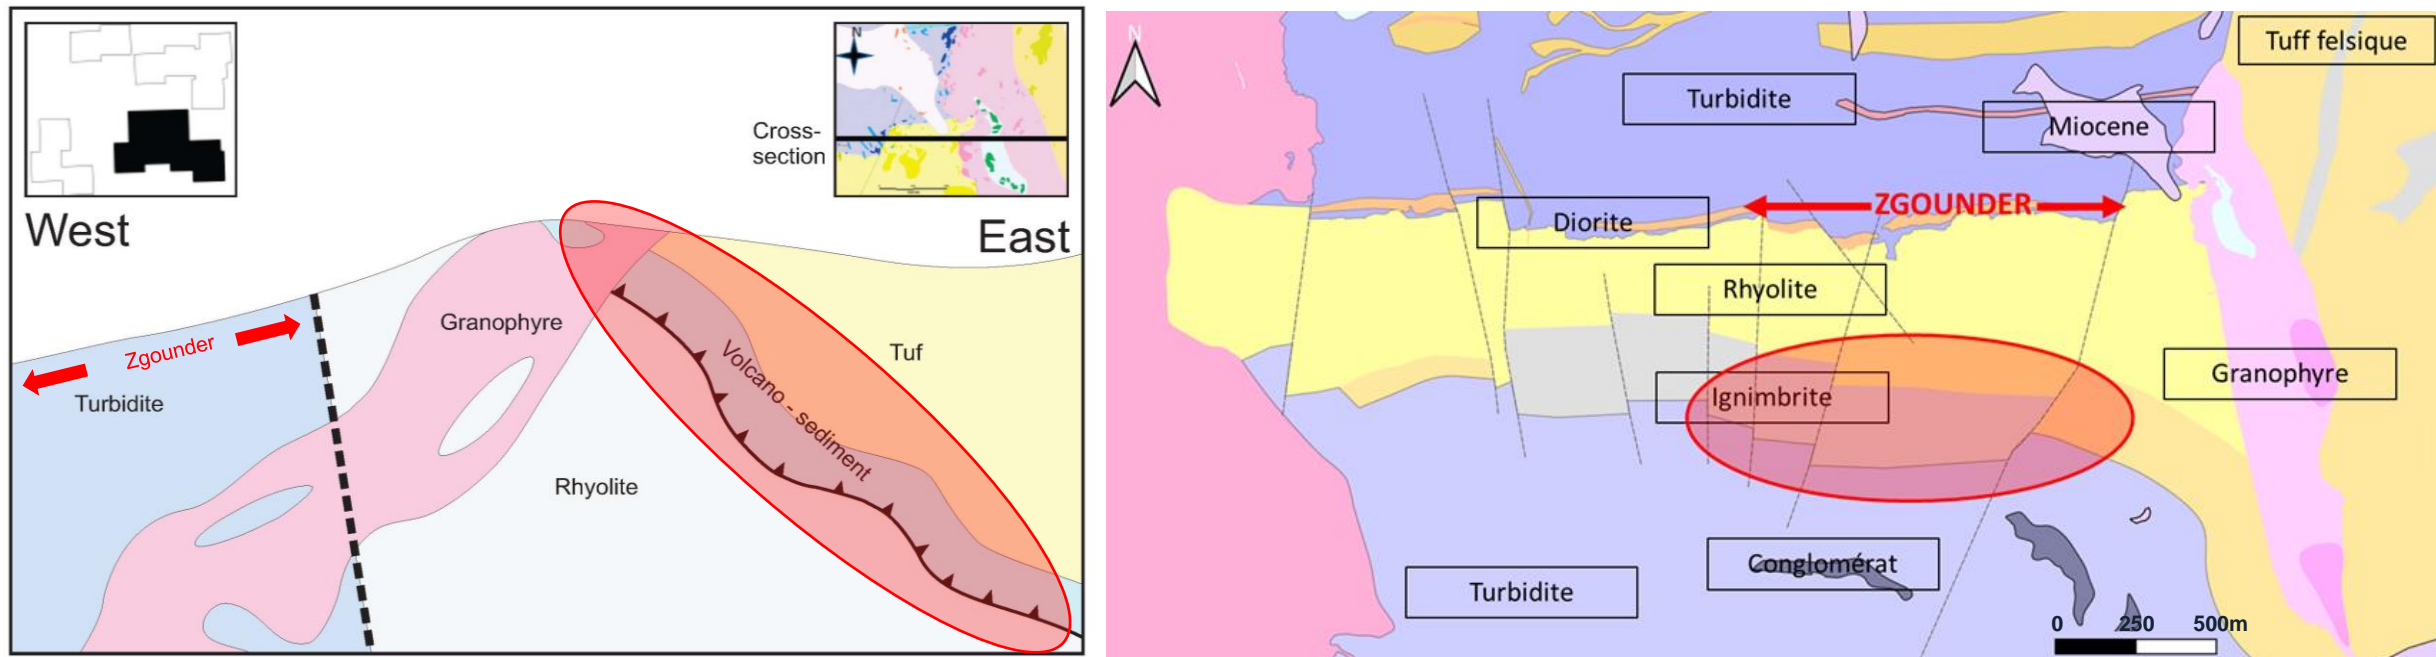 N
Cross-
section
West
East
Granophyre
Zgounder
Tuf
Turbidite
Volcano - sediment
Rhyolite
N
Tuff felsique
Turbidite
Miocene
ZGOUNDER
Diorite
Rhyolite
Granophyre
Ignimbrite
Conglomérat
Turbidite
0 250 500m